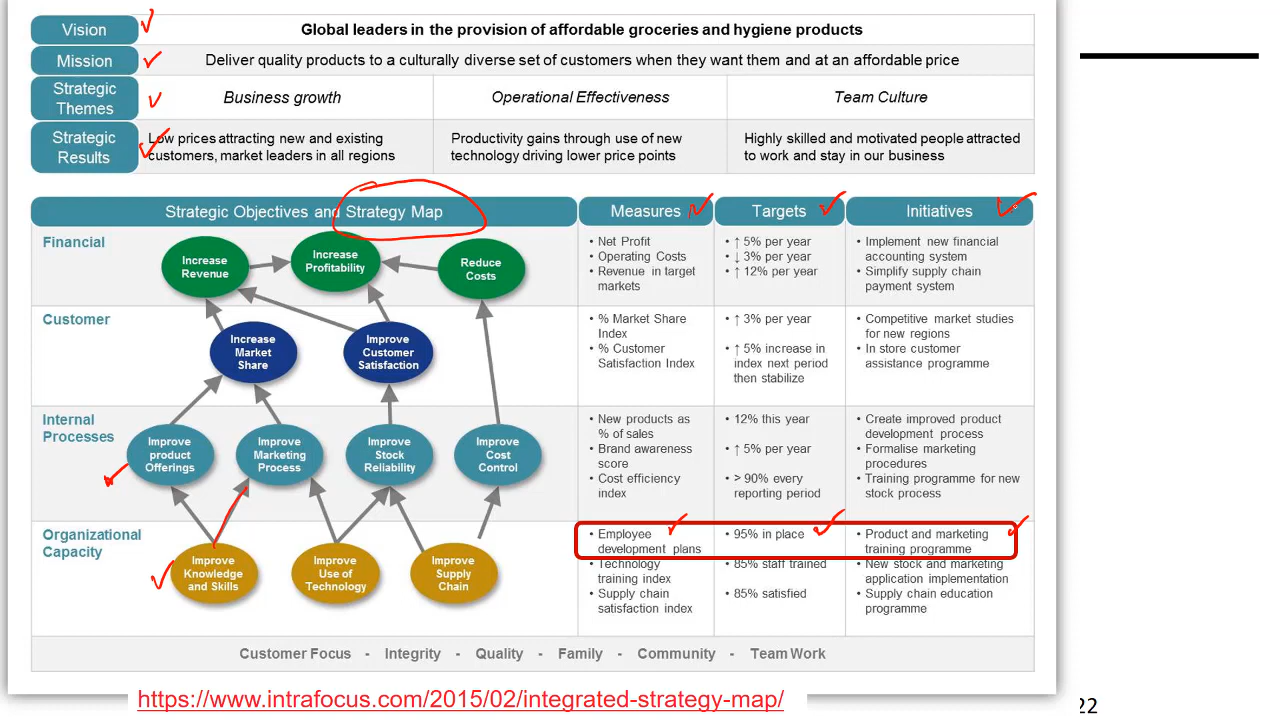 Vision
Global leaders in the provision of affordable groceries and hygiene products
Mission
Deliver quality products to a culturally diverse set of customers when they want them and at an affordable price
Strategic
Themes
Business growth
Operational Effectiveness
Team Culture
Strategic
Results
Low prices attracting new and existing
customers, market leaders in all regions
Productivity gains through use of new
technology driving lower price points
Highly skilled and motivated people attracted
to work and stay in our business
Strategic Objectives and Strategy Map
Measures
Targets
Initiatives
Financial
Increase
Revenue
Increase
Profitability
Reduce
Costs
• Net Profit
• Operating Costs
• Revenue in target
markets
• ↑ 5% per year
• ↓ 3% per year
• ↑ 12% per year
• Implement new financial
accounting system
• Simplify supply chain
payment system
Customer
Increase
Market
Share
Improve
Customer
Satisfaction
• % Market Share
Index
• % Customer
Satisfaction Index
• ↑ 3% per year
• ↑ 5% increase in
index next period
then stabilize
• Competitive market studies
for new regions
• In store customer
assistance programme
Internal
Processes
Improve
product
Offerings
Improve
Marketing
Process
Improve
Stock
Reliability
Improve
Cost
Control
• New products as
% of sales
• Brand awareness
score
• Cost efficiency
index
• 12% this year
• ↑ 5% per year
• > 90% every
reporting period
• Create improved product
development process
• Formalise marketing
procedures
• Training programme for new
stock process
Organizational
Capacity
Improve
Knowledge
and Skills
Improve
Use of
Technology
Improve
Supply
Chain
• Employee
development plans
• Technology
training index
• Supply chain
satisfaction index
• 95% in place
• 85% staff trained
• 85% satisfied
• Product and marketing
training programme
• New stock and marketing
application implementation
• Supply chain education
programme
Customer Focus - Integrity - Quality - Family - Community - Team Work
https://www.intrafocus.com/2015/02/integrated-strategy-map/
22